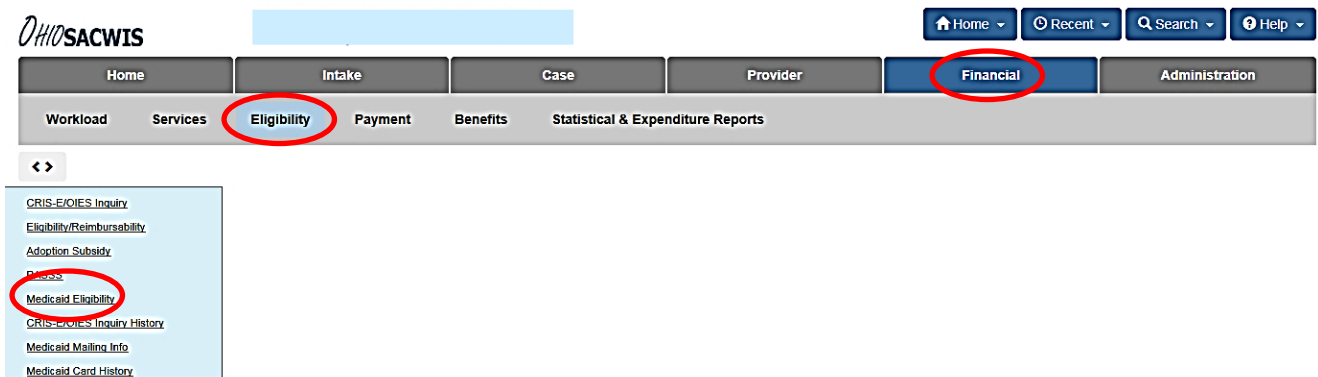 OHIOSACWIS
Home Recent Search Help
Home Intake Case Provider Financial Administration
Workload Services Eligibility Payment Benefits Statistical & Expenditure Reports
CRIS-E/OIES Inquiry
Eligibility/Reimbursability
Adoption Subsidy
PASSS
Medicaid Eligibility
CRIS-E/OIES Inquiry History
Medicaid Mailing Info
Medicaid Card History